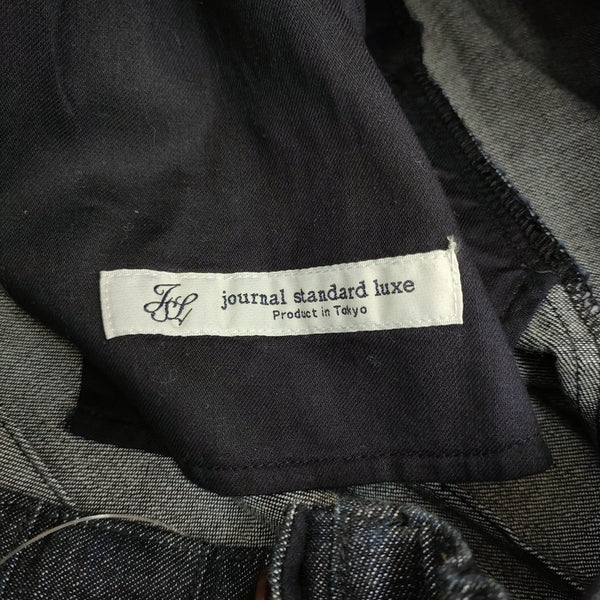 JSL journal standard luxe
Product in Tokyo